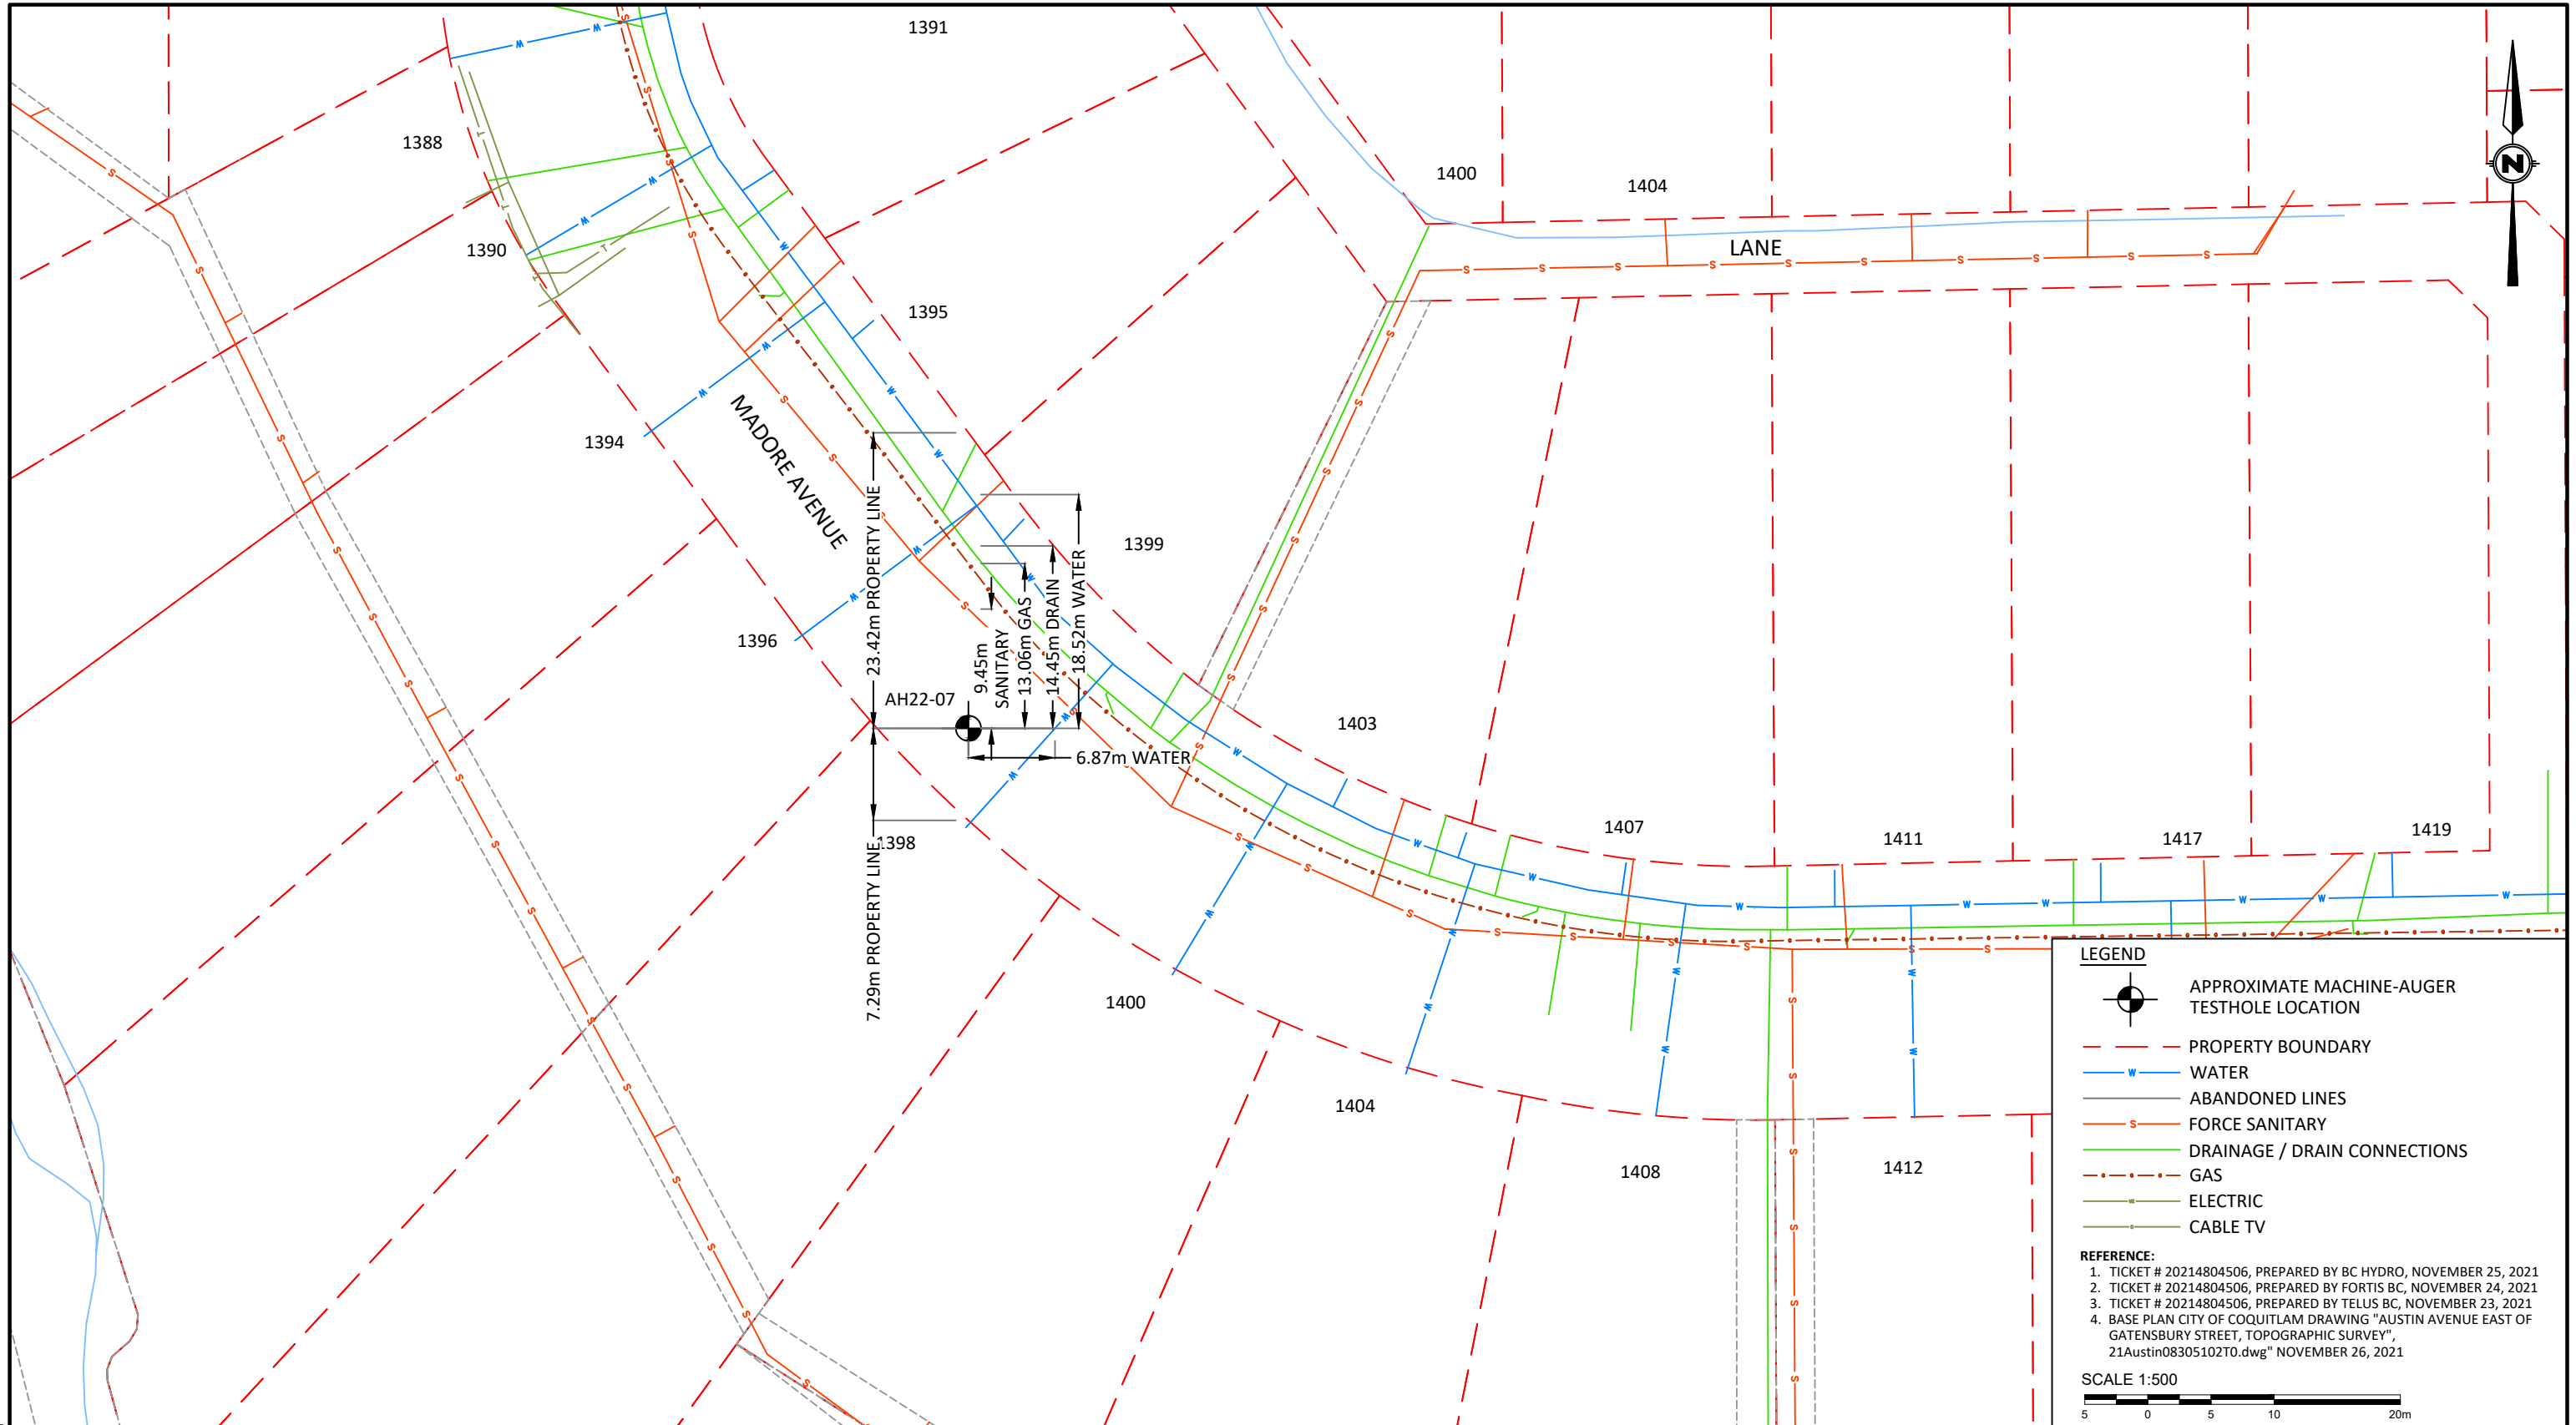 1391
1388
1400
1404
N
LANE
1390
1395
MADORE AVENUE
1394
23.42m PROPERTY LINE
1399
9.45m
SANITARY
13.06m GAS
14.45m DRAIN
18.52m WATER
1396
AH22-07
1403
6.87m WATER
1398
7.29m PROPERTY LINE
1407
1411
1417
1419
1400
1404
1408
1412
LEGEND
APPROXIMATE MACHINE-AUGER
TESTHOLE LOCATION
PROPERTY BOUNDARY
W WATER
ABANDONED LINES
S FORCE SANITARY
DRAINAGE / DRAIN CONNECTIONS
GAS
ELECTRIC
CABLE TV
REFERENCE:
1. TICKET # 20214804506, PREPARED BY BC HYDRO, NOVEMBER 25, 2021
2. TICKET # 20214804506, PREPARED BY FORTIS BC, NOVEMBER 24, 2021
3. TICKET # 20214804506, PREPARED BY TELUS BC, NOVEMBER 23, 2021
4. BASE PLAN CITY OF COQUITLAM DRAWING "AUSTIN AVENUE EAST OF
GATENSBURY STREET, TOPOGRAPHIC SURVEY",
21Austin08305102T0.dwg" NOVEMBER 26, 2021
SCALE 1:500
5 0 5 10 20m